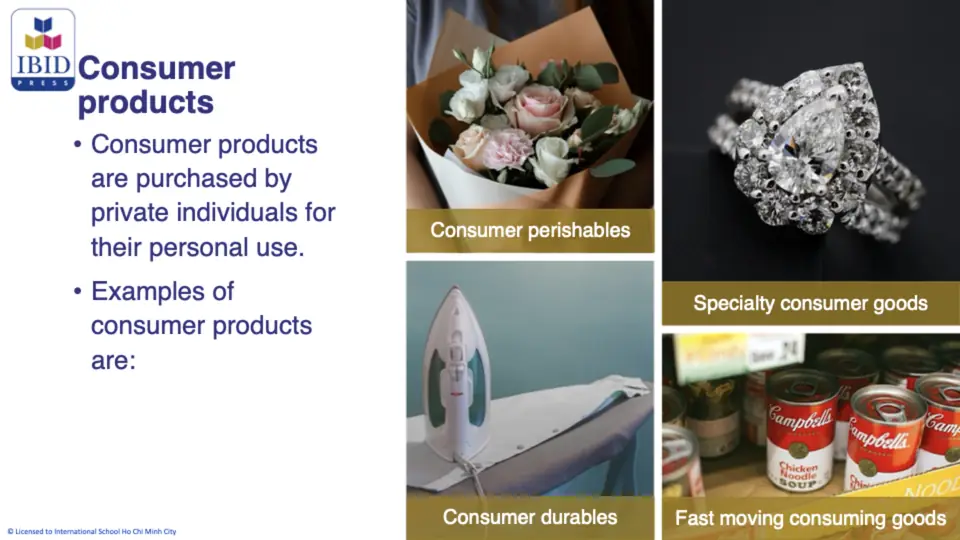 IBID
PRESS
Consumer
products
• Consumer products
are purchased by
private individuals for
their personal use.
• Examples of
consumer products
are:
Consumer perishables
Specialty consumer goods
Consumer durables
Campbell's
Chicken
Noodle
SOUP
Campbell's
NOOD
Fast moving consuming goods
© Licensed to International School Ho Chi Minh City